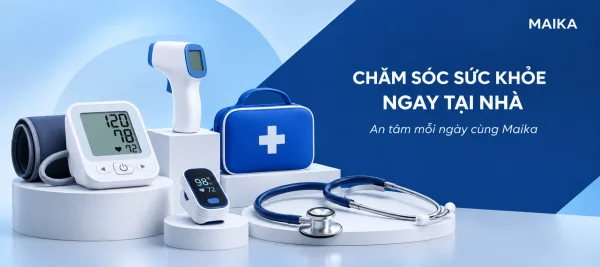 MAIKA
CHĂM SÓC SỨC KHỎE
NGAY TẠI NHÀ
An tâm mỗi ngày cùng Maika
120
78
72
98%
72